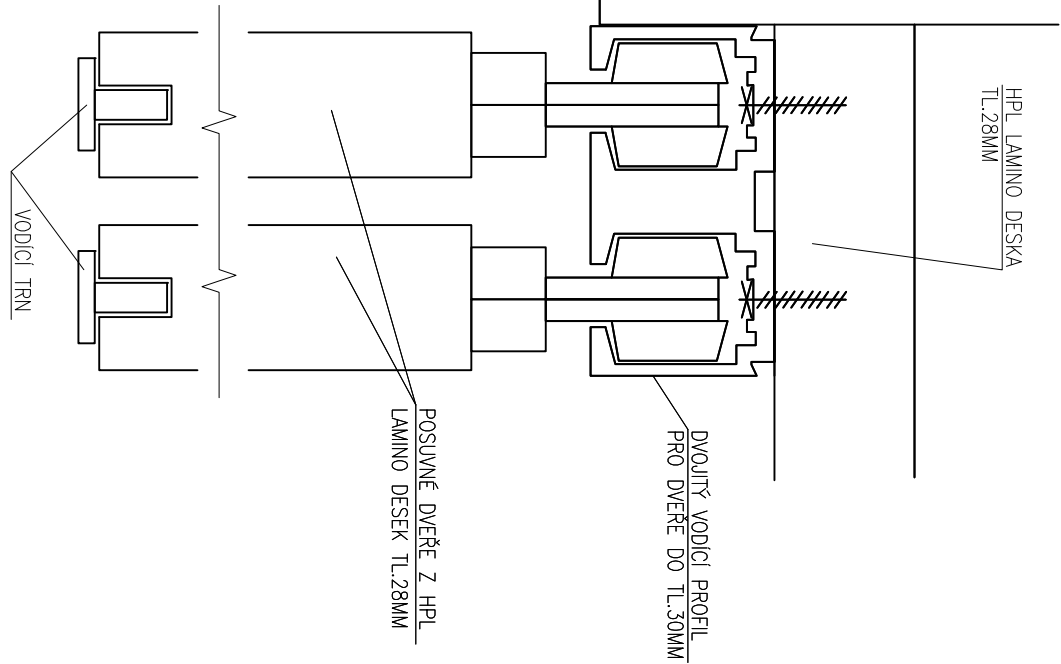 HPL LAMINO DESKA
TL.28MM
DVOJITÝ VODÍCÍ PROFIL
PRO DVEŘE DO TL.30MM
POSUVNÉ DVEŘE Z HPL
LAMINO DESEK TL.28MM
VODÍCÍ TRN